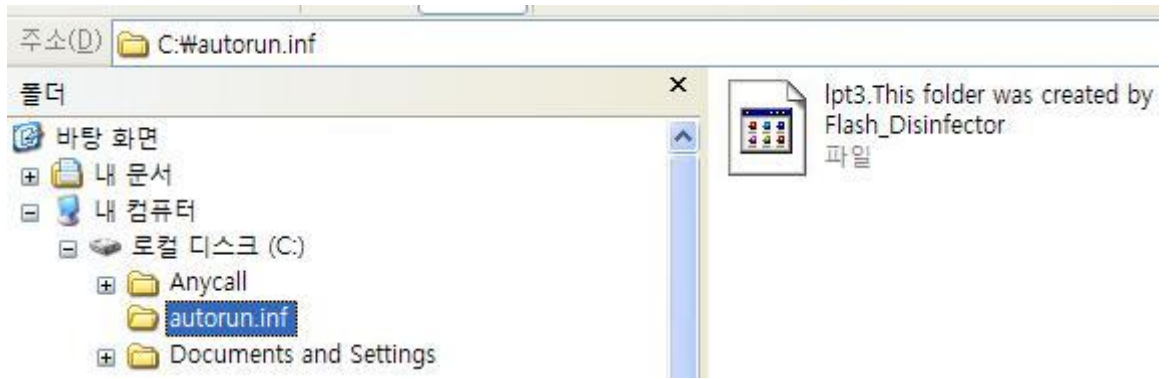 주소(D) C:₩autorun.inf
폴더 ×
바탕 화면
내 문서
내 컴퓨터
로컬 디스크 (C:)
Anycall
autorun.inf
Documents and Settings
lpt3.This folder was created by
Flash_Disinfector
파일